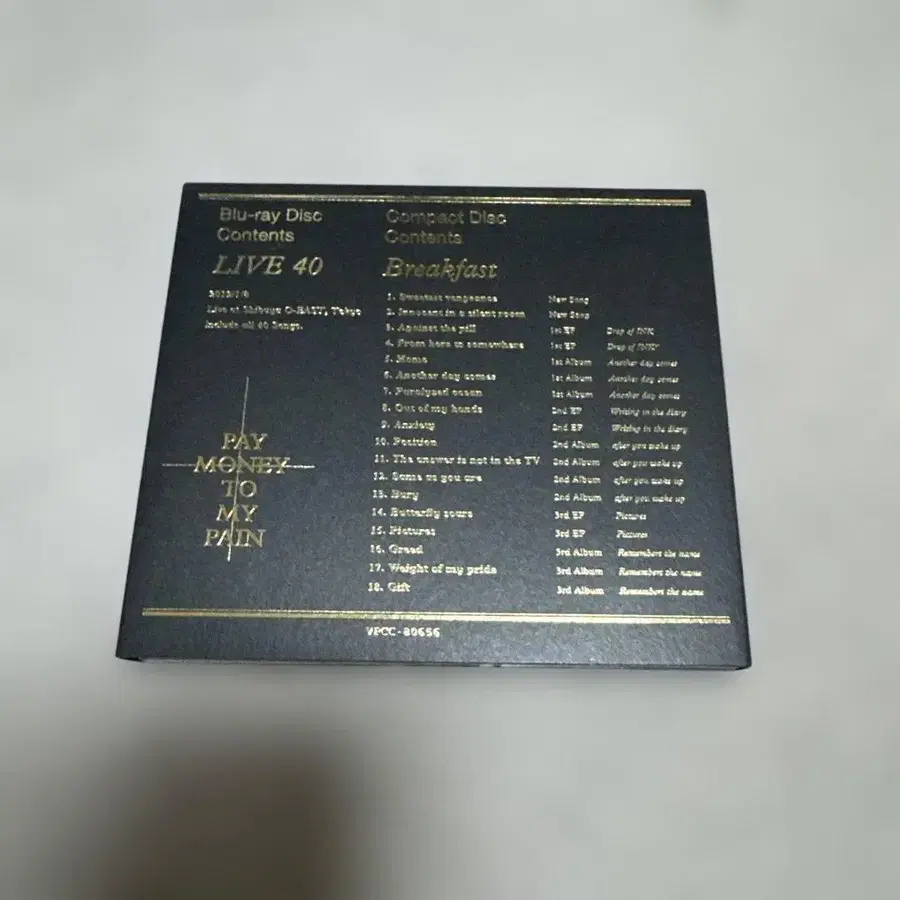 Blu-ray Disc
Contents
LIVE 40
Live at Shibuya O-EAST, Tokyo
include all 40 Songs.
PAY
MONEY
TO
MY
PAIN
Compact Disc
Contents
Breakfast
1. Sweetest vengeance New Song
2. Innocent in a silent room New Song
3. Against the pill 1st EP Drop of INK
4. From here to somewhere 1st EP Drop of INK
5. Home 1st Album Another day comes
6. Another day comes 1st Album Another day comes
7. Paralyzed ocean 1st Album Another day comes
8. Out of my hands 2nd EP Writing in the diary
9. Anxiety 2nd EP Writing in the diary
10. Position 2nd Album after you wake up
11. The answer is not in the TV 2nd Album after you wake up
12. Same as you are 2nd Album after you wake up
13. Bury 2nd Album after you wake up
14. Butterfly 3rd EP Pictures
15. Pictures 3rd EP Pictures
16. Greed 3rd Album Remembers the name
17. Weight of my pride 3rd Album Remembers the name
18. Gift 3rd Album Remembers the name
VPCC-80656